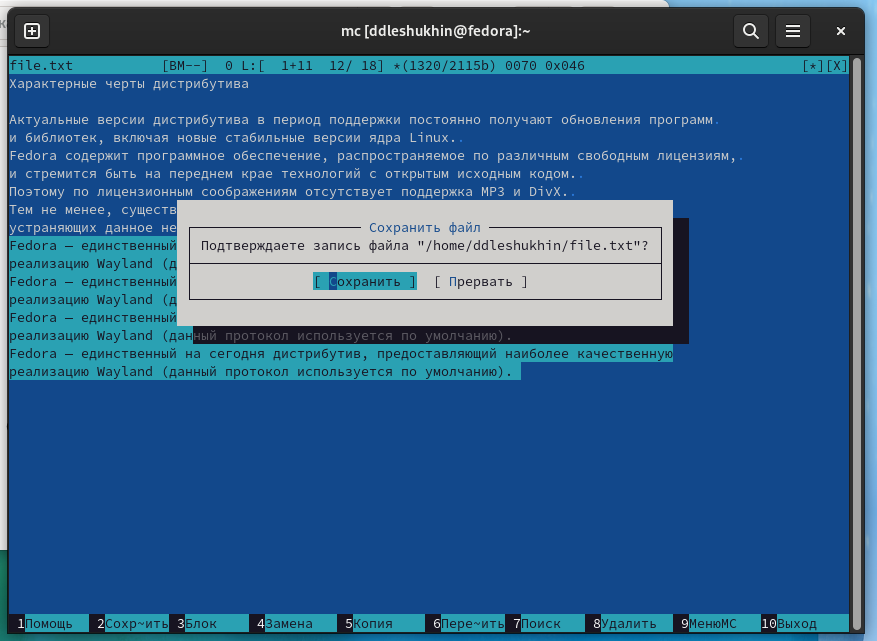 mc [ddleshukhin@fedora]:~
file.txt [BM--] 0 L:[ 1+11 12/ 18] *(1320/2115b) 0070 0x046 [*][X]
Характерные черты дистрибутива
Актуальные версии дистрибутива в период поддержки постоянно получают обновления программ.
и библиотек, включая новые стабильные версии ядра Linux..
Fedora содержит программное обеспечение, распространяемое по различным свободным лицензиям,.
и стремится быть на переднем крае технологий с открытым исходным кодом..
Поэтому по лицензионным соображениям отсутствует поддержка MP3 и DivX..
Тем не менее, существ
устраняющих данное не
Fedora — единственный
реализацию Wayland (д
Fedora — единственный
реализацию Wayland (д
Fedora — единственный
реализацию Wayland (данный протокол используется по умолчанию).
Fedora — единственный на сегодня дистрибутив, предоставляющий наиболее качественную
реализацию Wayland (данный протокол используется по умолчанию).
Сохранить файл
Подтверждаете запись файла "/home/ddleshukhin/file.txt"?
[ Сохранить ] [ Прервать ]
1Помощь 2Сохр~ить 3Блок 4Замена 5Копия 6Пере~ить 7Поиск 8Удалить 9МенюMC 10Выход